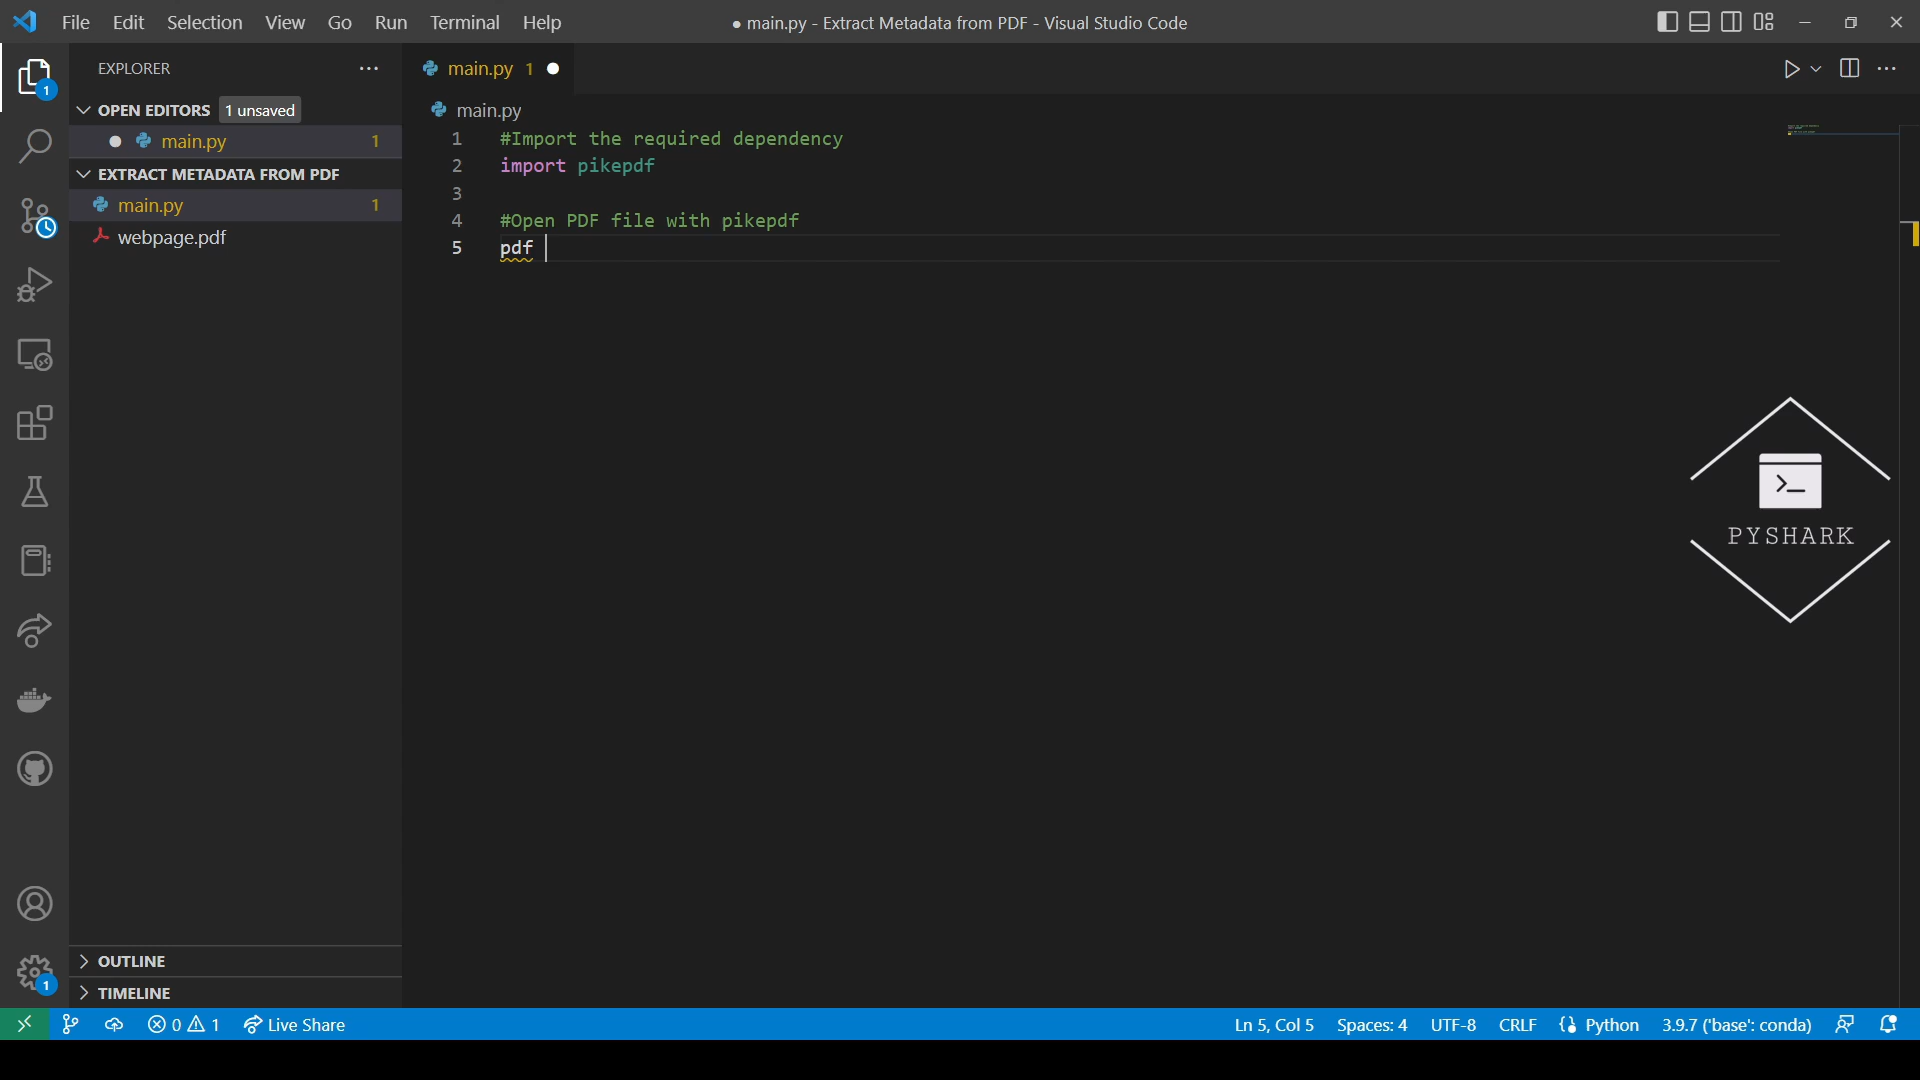 File Edit Selection View Go Run Terminal Help
● main.py - Extract Metadata from PDF - Visual Studio Code
EXPLORER
OPEN EDITORS 1 unsaved
main.py 1
EXTRACT METADATA FROM PDF
main.py 1
webpage.pdf
OUTLINE
TIMELINE
1
1
main.py 1
main.py
1 #Import the required dependency
2 import pikepdf
3
4 #Open PDF file with pikepdf
5 pdf
PYSHARK
0 1 Live Share
Ln 5, Col 5 Spaces: 4 UTF-8 CRLF Python 3.9.7 ('base': conda)